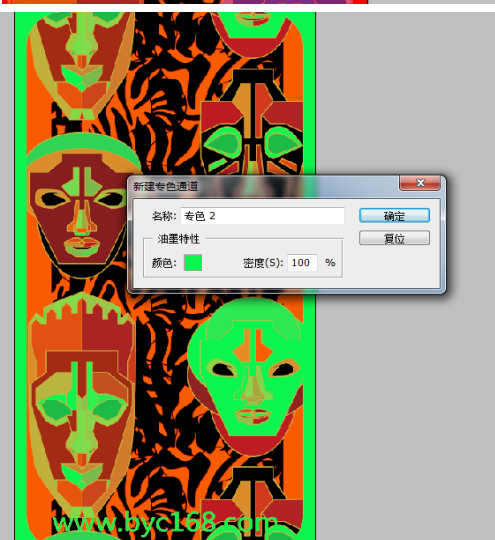 新建专色通道
名称: 专色 2
确定
油墨特性
复位
颜色:
密度(S): 100 %
www.byc168.com